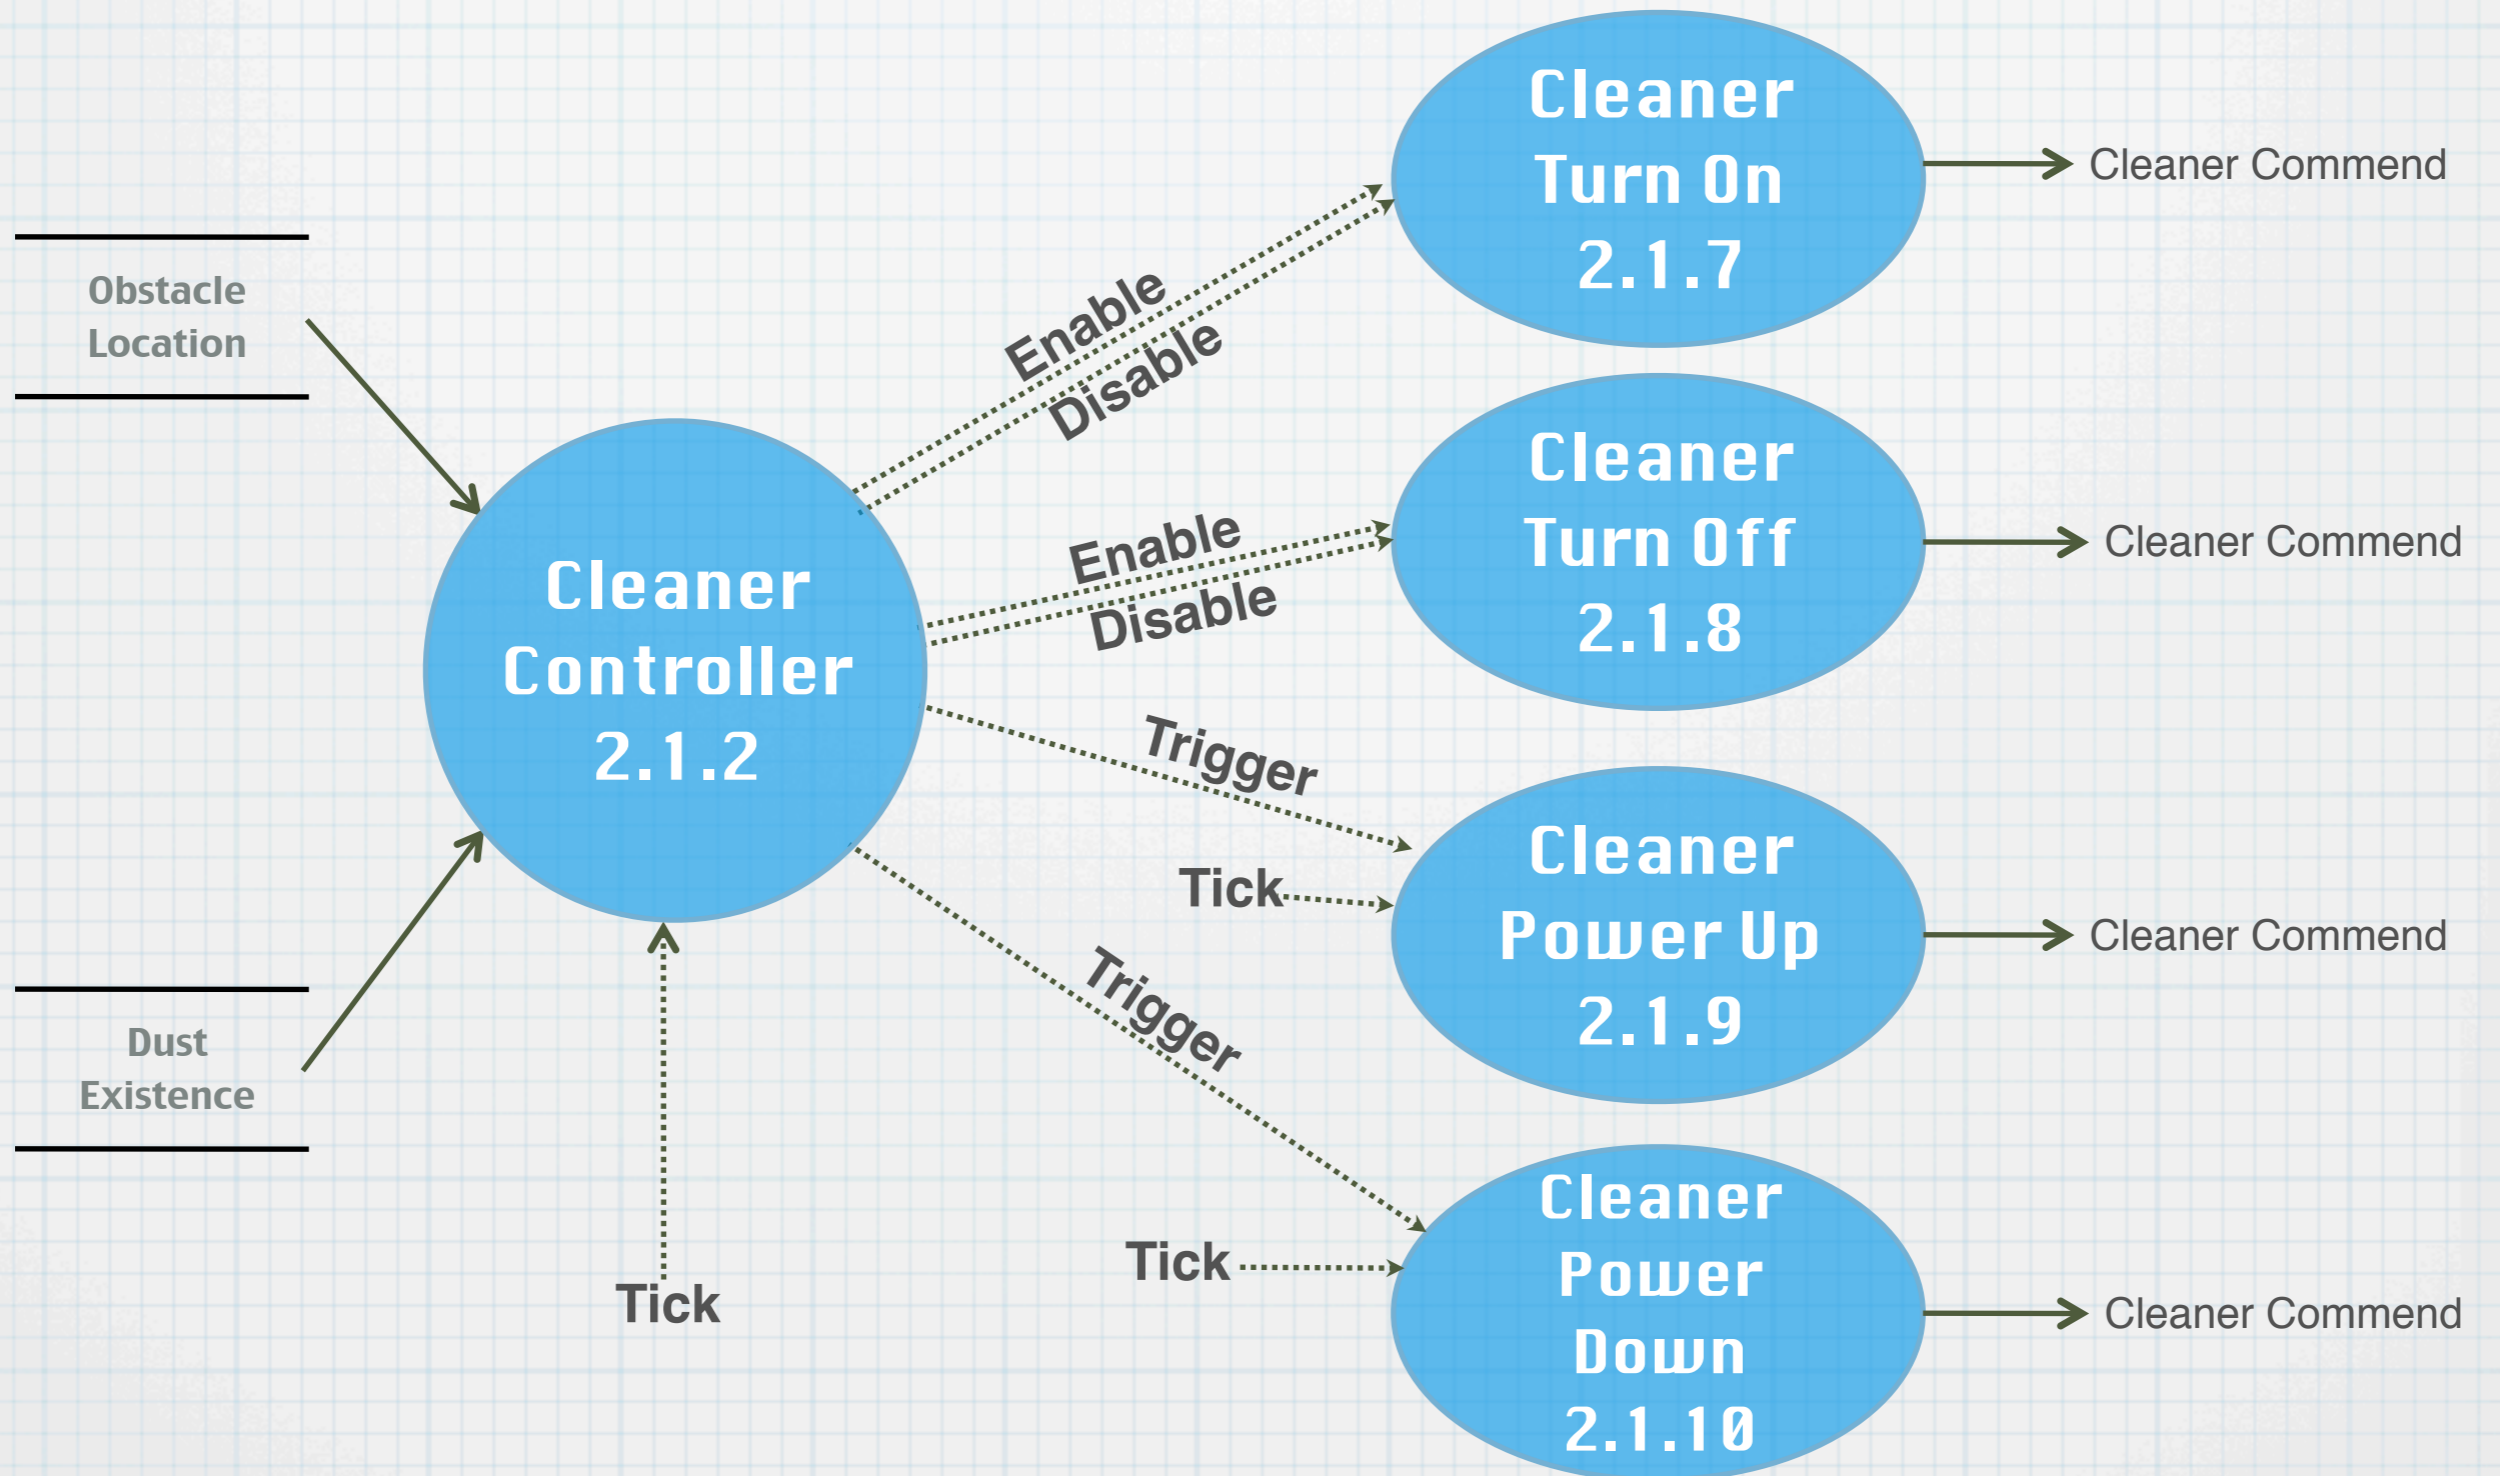 Obstacle
Location
Dust
Existence
Cleaner
Controller
2.1.2
Tick
Enable
Disable
Enable
Disable
Trigger
Tick
Trigger
Tick
Cleaner
Turn On
2.1.7
Cleaner Commend
Cleaner
Turn Off
2.1.8
Cleaner Commend
Cleaner
Power Up
2.1.9
Cleaner Commend
Cleaner
Power
Down
2.1.10
Cleaner Commend